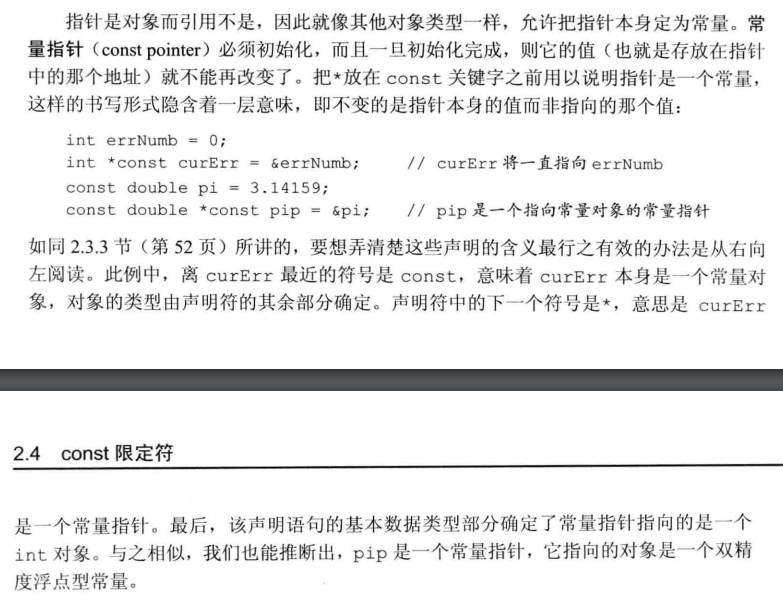 指针是对象而引用不是，因此就像其他对象类型一样，允许把指针本身定为常量。常
量指针（const pointer）必须初始化，而且一旦初始化完成，则它的值（也就是存放在指针
中的那个地址）就不能再改变了。把*放在 const 关键字之前用以说明指针是一个常量，
这样的书写形式隐含着一层意味，即不变的是指针本身的值而非指向的那个值：
int errNumb = 0;
int *const curErr = &errNumb; // curErr 将一直指向 errNumb
const double pi = 3.14159;
const double *const pip = &pi; // pip 是一个指向常量对象的常量指针
如同 2.3.3 节（第 52 页）所讲的，要想弄清楚这些声明的含义最行之有效的办法是从右向
左阅读。此例中，离 curErr 最近的符号是 const，意味着 curErr 本身是一个常量对
象，对象的类型由声明符的其余部分确定。声明符中的下一个符号是*，意思是 curErr
2.4 const 限定符
是一个常量指针。最后，该声明语句的基本数据类型部分确定了常量指针指向的是一个
int 对象。与之相似，我们也能推断出，pip 是一个常量指针，它指向的对象是一个双精
度浮点型常量。